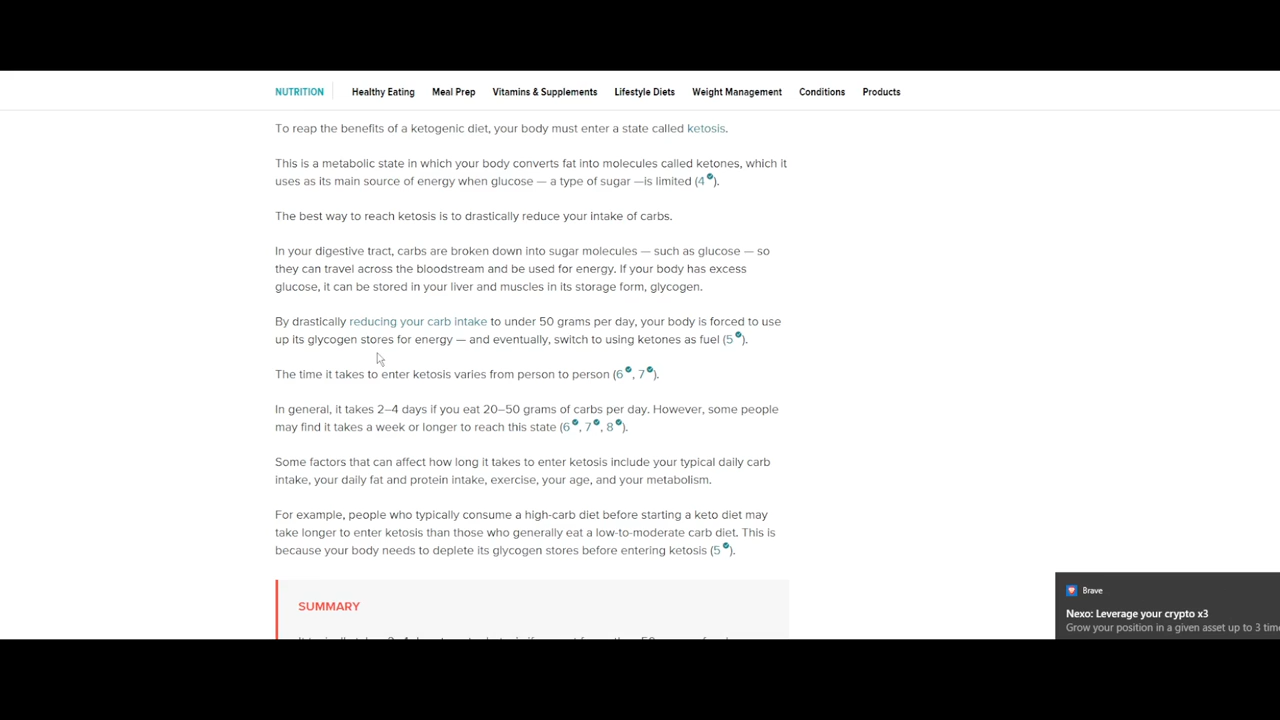 NUTRITION Healthy Eating Meal Prep Vitamins & Supplements Lifestyle Diets Weight Management Conditions Products
To reap the benefits of a ketogenic diet, your body must enter a state called ketosis.
This is a metabolic state in which your body converts fat into molecules called ketones, which it
uses as its main source of energy when glucose — a type of sugar —is limited (4).
The best way to reach ketosis is to drastically reduce your intake of carbs.
In your digestive tract, carbs are broken down into sugar molecules — such as glucose — so
they can travel across the bloodstream and be used for energy. If your body has excess
glucose, it can be stored in your liver and muscles in its storage form, glycogen.
By drastically reducing your carb intake to under 50 grams per day, your body is forced to use
up its glycogen stores for energy — and eventually, switch to using ketones as fuel (5).
The time it takes to enter ketosis varies from person to person (6, 7).
In general, it takes 2–4 days if you eat 20–50 grams of carbs per day. However, some people
may find it takes a week or longer to reach this state (6, 7, 8).
Some factors that can affect how long it takes to enter ketosis include your typical daily carb
intake, your daily fat and protein intake, exercise, your age, and your metabolism.
For example, people who typically consume a high-carb diet before starting a keto diet may
take longer to enter ketosis than those who generally eat a low-to-moderate carb diet. This is
because your body needs to deplete its glycogen stores before entering ketosis (5).
SUMMARY
Brave
Nexo: Leverage your crypto x3
Grow your position in a given asset up to 3